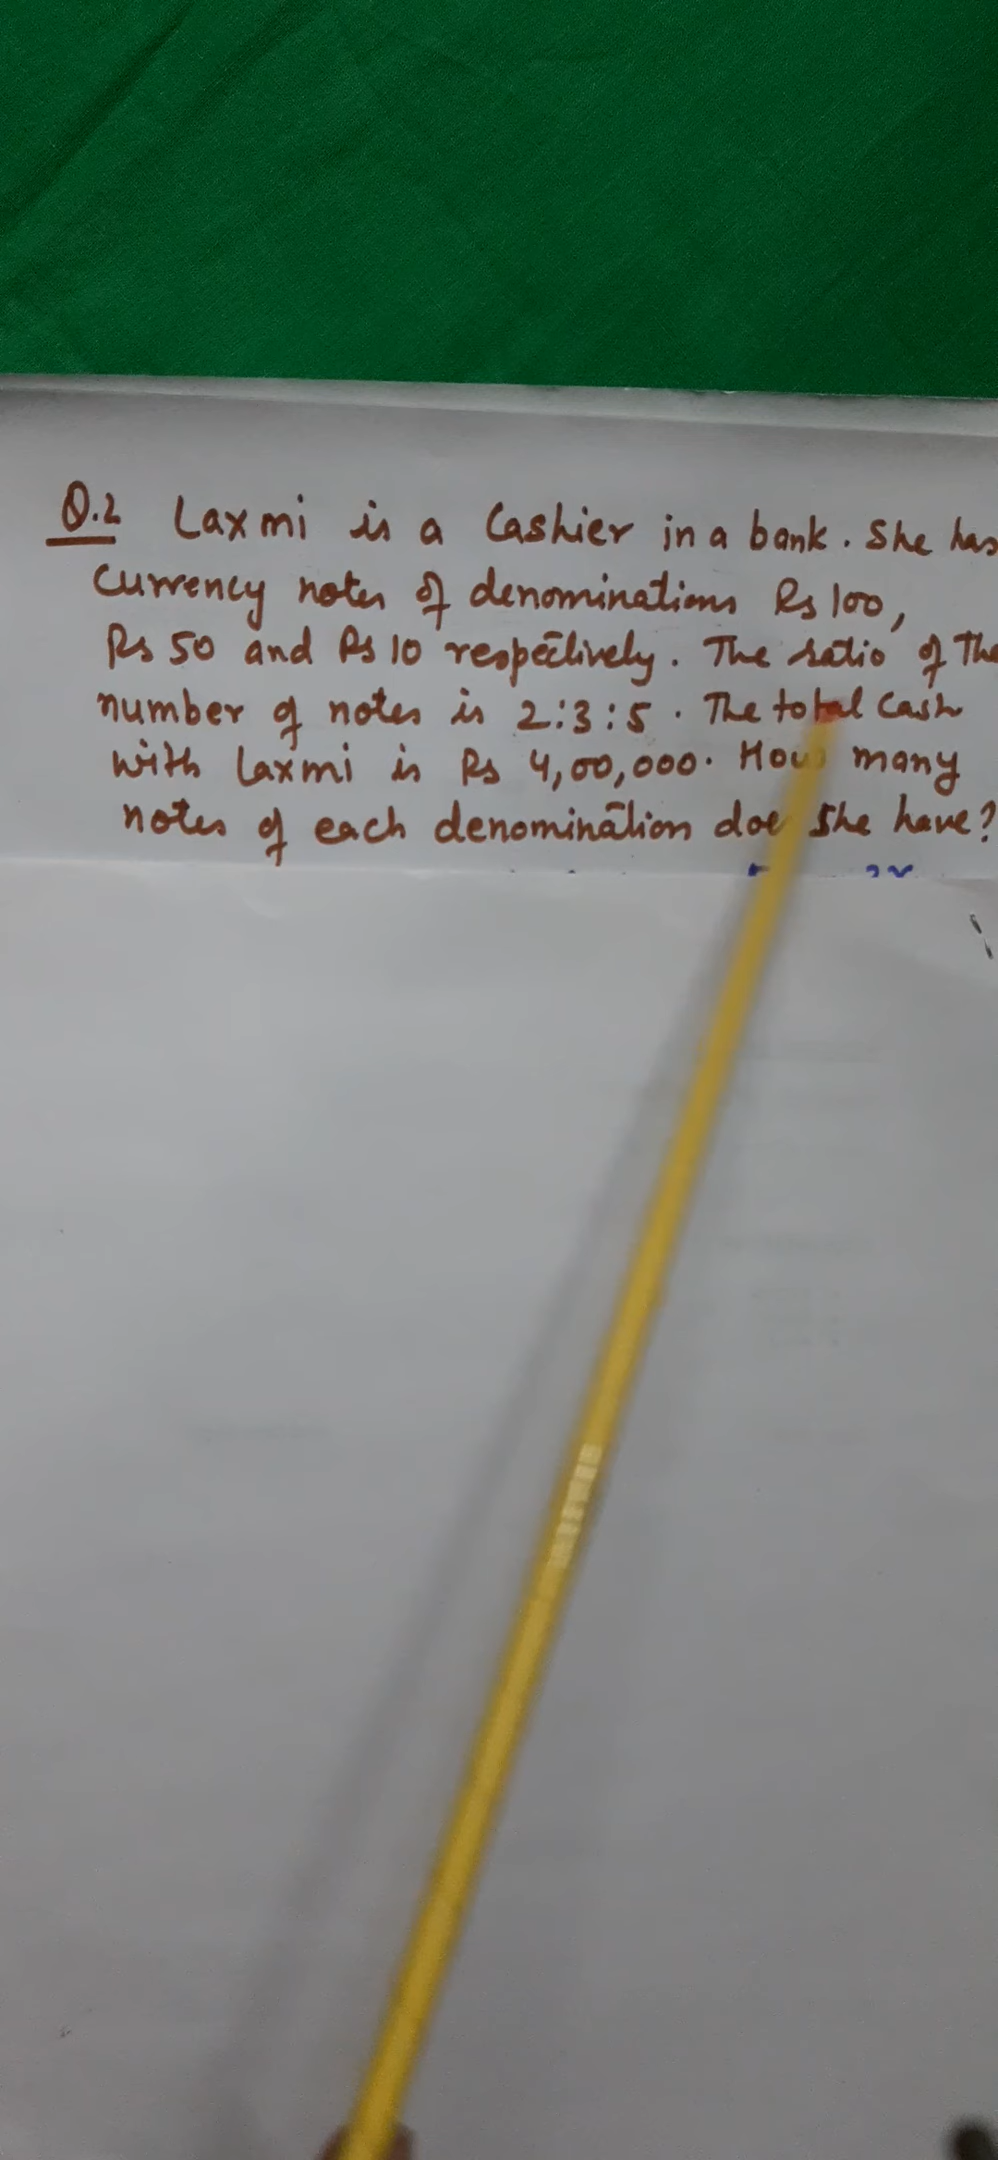 Q.2 Laxmi is a Cashier in a bank. She has
Currency notes of denominations Rs 100,
Rs 50 and Rs 10 respectively. The ratio of The
number of notes is 2:3:5. The total Cash
with Laxmi is Rs 4,00,000. How many
notes of each denomination doe she have?